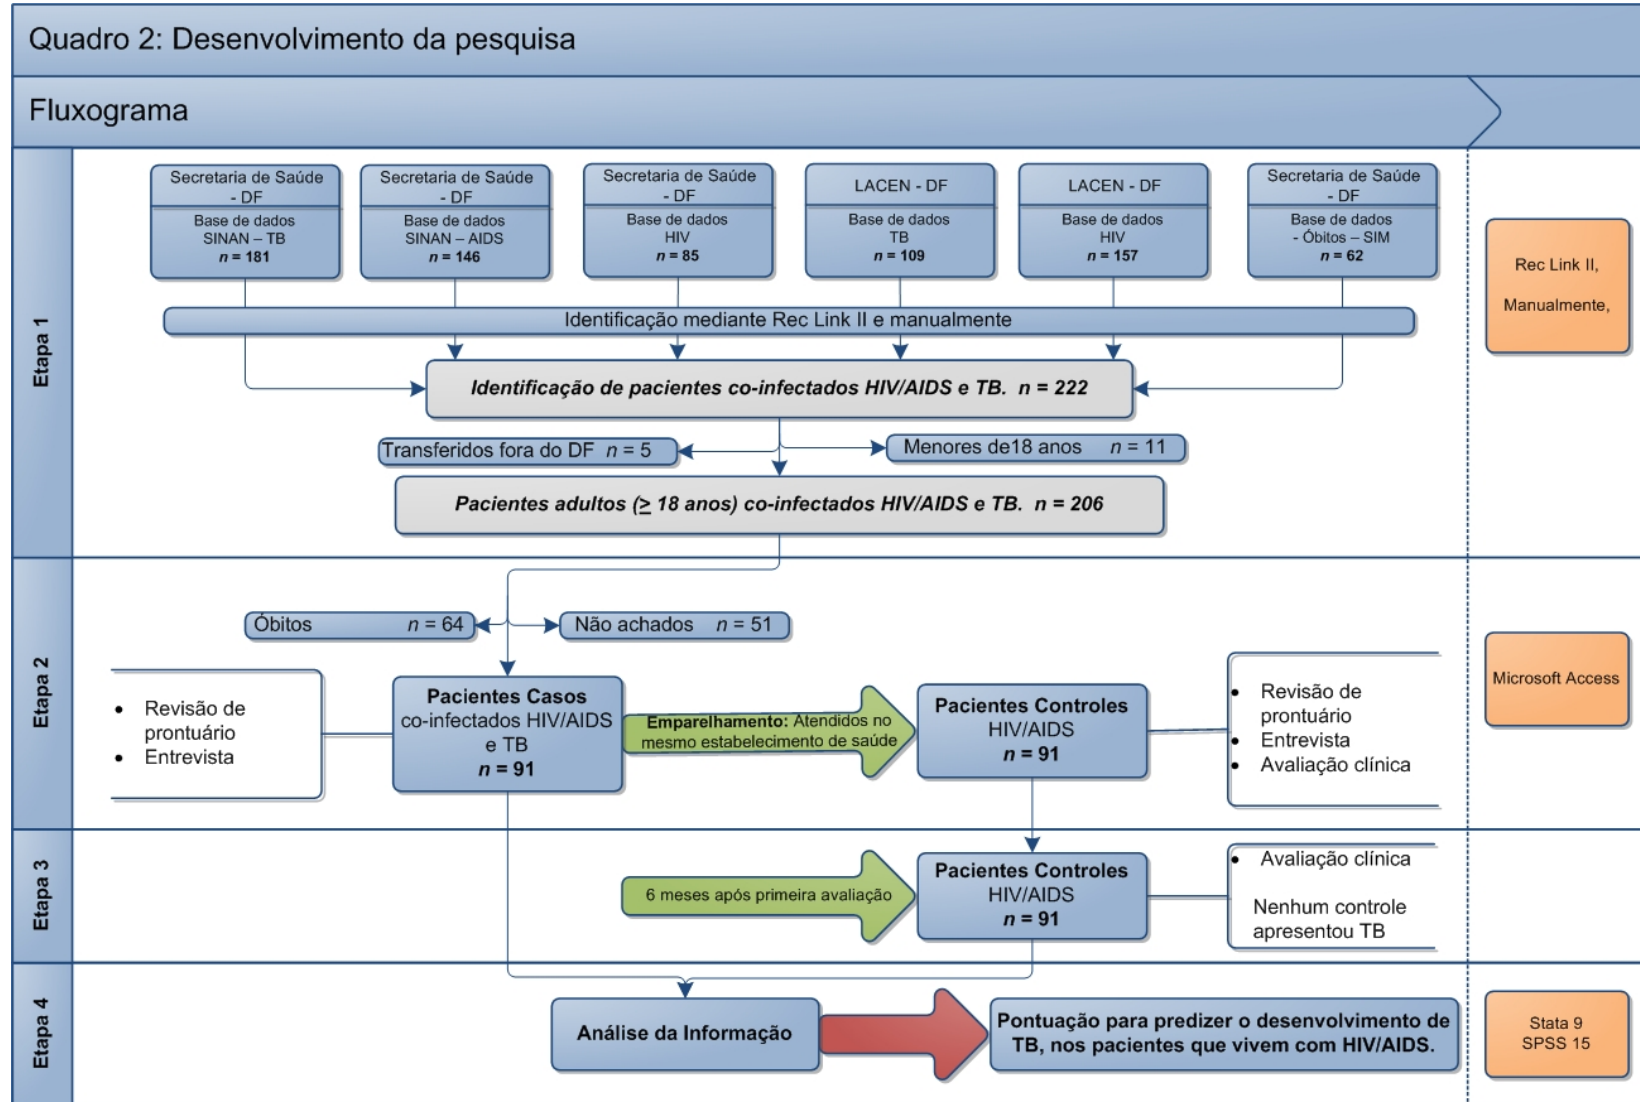 Quadro 2: Desenvolvimento da pesquisa
Fluxograma
Etapa 1
Secretaria de Saúde
- DF
Base de dados
SINAN – TB
n = 181
Secretaria de Saúde
- DF
Base de dados
SINAN – AIDS
n = 146
Secretaria de Saúde
- DF
Base de dados
HIV
n = 85
LACEN - DF
Base de dados
TB
n = 109
LACEN - DF
Base de dados
HIV
n = 157
Secretaria de Saúde
- DF
Base de dados
- Óbitos – SIM
n = 62
Rec Link II,
Manualmente,
Identificação mediante Rec Link II e manualmente
Identificação de pacientes co-infectados HIV/AIDS e TB. n = 222
Transferidos fora do DF n = 5
Menores de18 anos n = 11
Pacientes adultos (≥ 18 anos) co-infectados HIV/AIDS e TB. n = 206
Etapa 2
Óbitos n = 64
Não achados n = 51
• Revisão de
prontuário
• Entrevista
Pacientes Casos
co-infectados HIV/AIDS
e TB
n = 91
Emparelhamento: Atendidos no
mesmo estabelecimento de saúde
Pacientes Controles
HIV/AIDS
n = 91
• Revisão de
prontuário
• Entrevista
• Avaliação clínica
Microsoft Access
Etapa 3
6 meses após primeira avaliação
Pacientes Controles
HIV/AIDS
n = 91
• Avaliação clínica
Nenhum controle
apresentou TB
Etapa 4
Análise da Informação
Pontuação para predizer o desenvolvimento de
TB, nos pacientes que vivem com HIV/AIDS.
Stata 9
SPSS 15